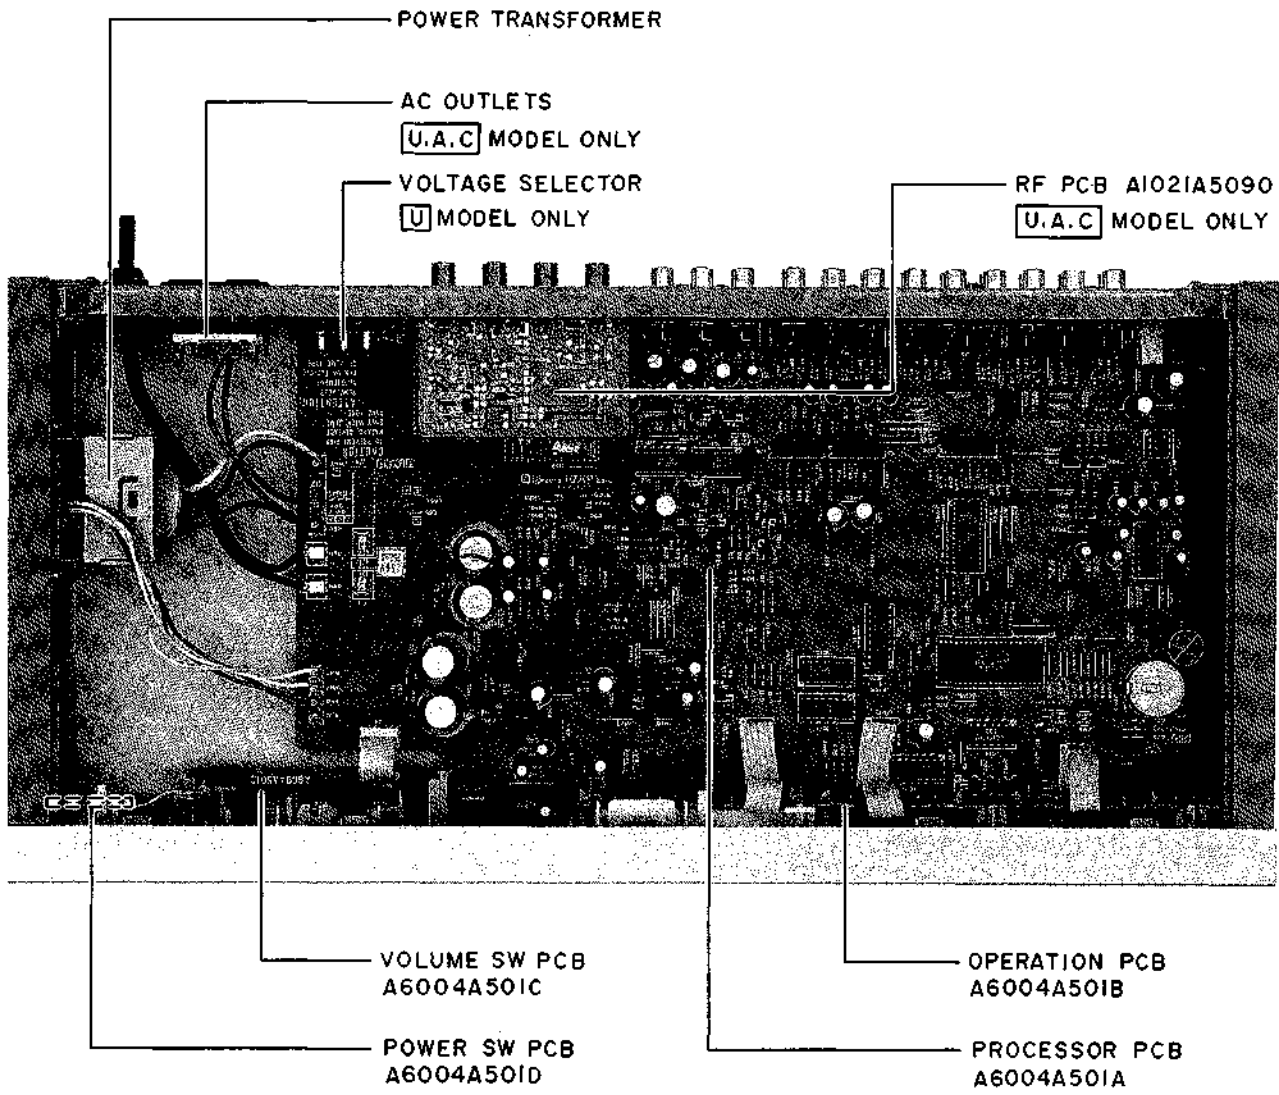 POWER TRANSFORMER
AC OUTLETS
U.A.C MODEL ONLY
VOLTAGE SELECTOR
U MODEL ONLY
RF PCB A1021A5090
U.A.C MODEL ONLY
VOLUME SW PCB
A6004A501C
OPERATION PCB
A6004A501B
POWER SW PCB
A6004A501D
PROCESSOR PCB
A6004A501A